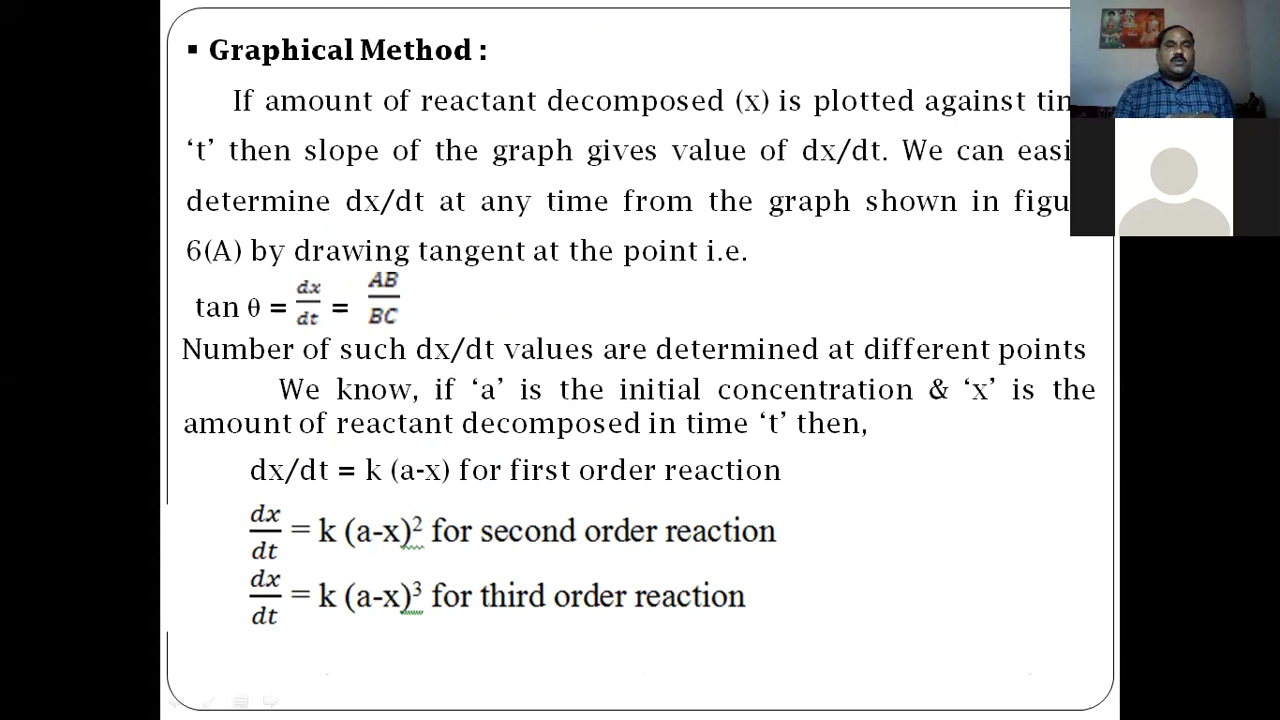 ▪ Graphical Method :
If amount of reactant decomposed (x) is plotted against
‘t’ then slope of the graph gives value of dx/dt. We can
determine dx/dt at any time from the graph shown in
6(A) by drawing tangent at the point i.e.
tan θ = dx/dt = AB/BC
Number of such dx/dt values are determined at different points
We know, if ‘a’ is the initial concentration & ‘x’ is the
amount of reactant decomposed in time ‘t’ then,
dx/dt = k (a-x) for first order reaction
dx/dt = k (a-x)² for second order reaction
dx/dt = k (a-x)³ for third order reaction